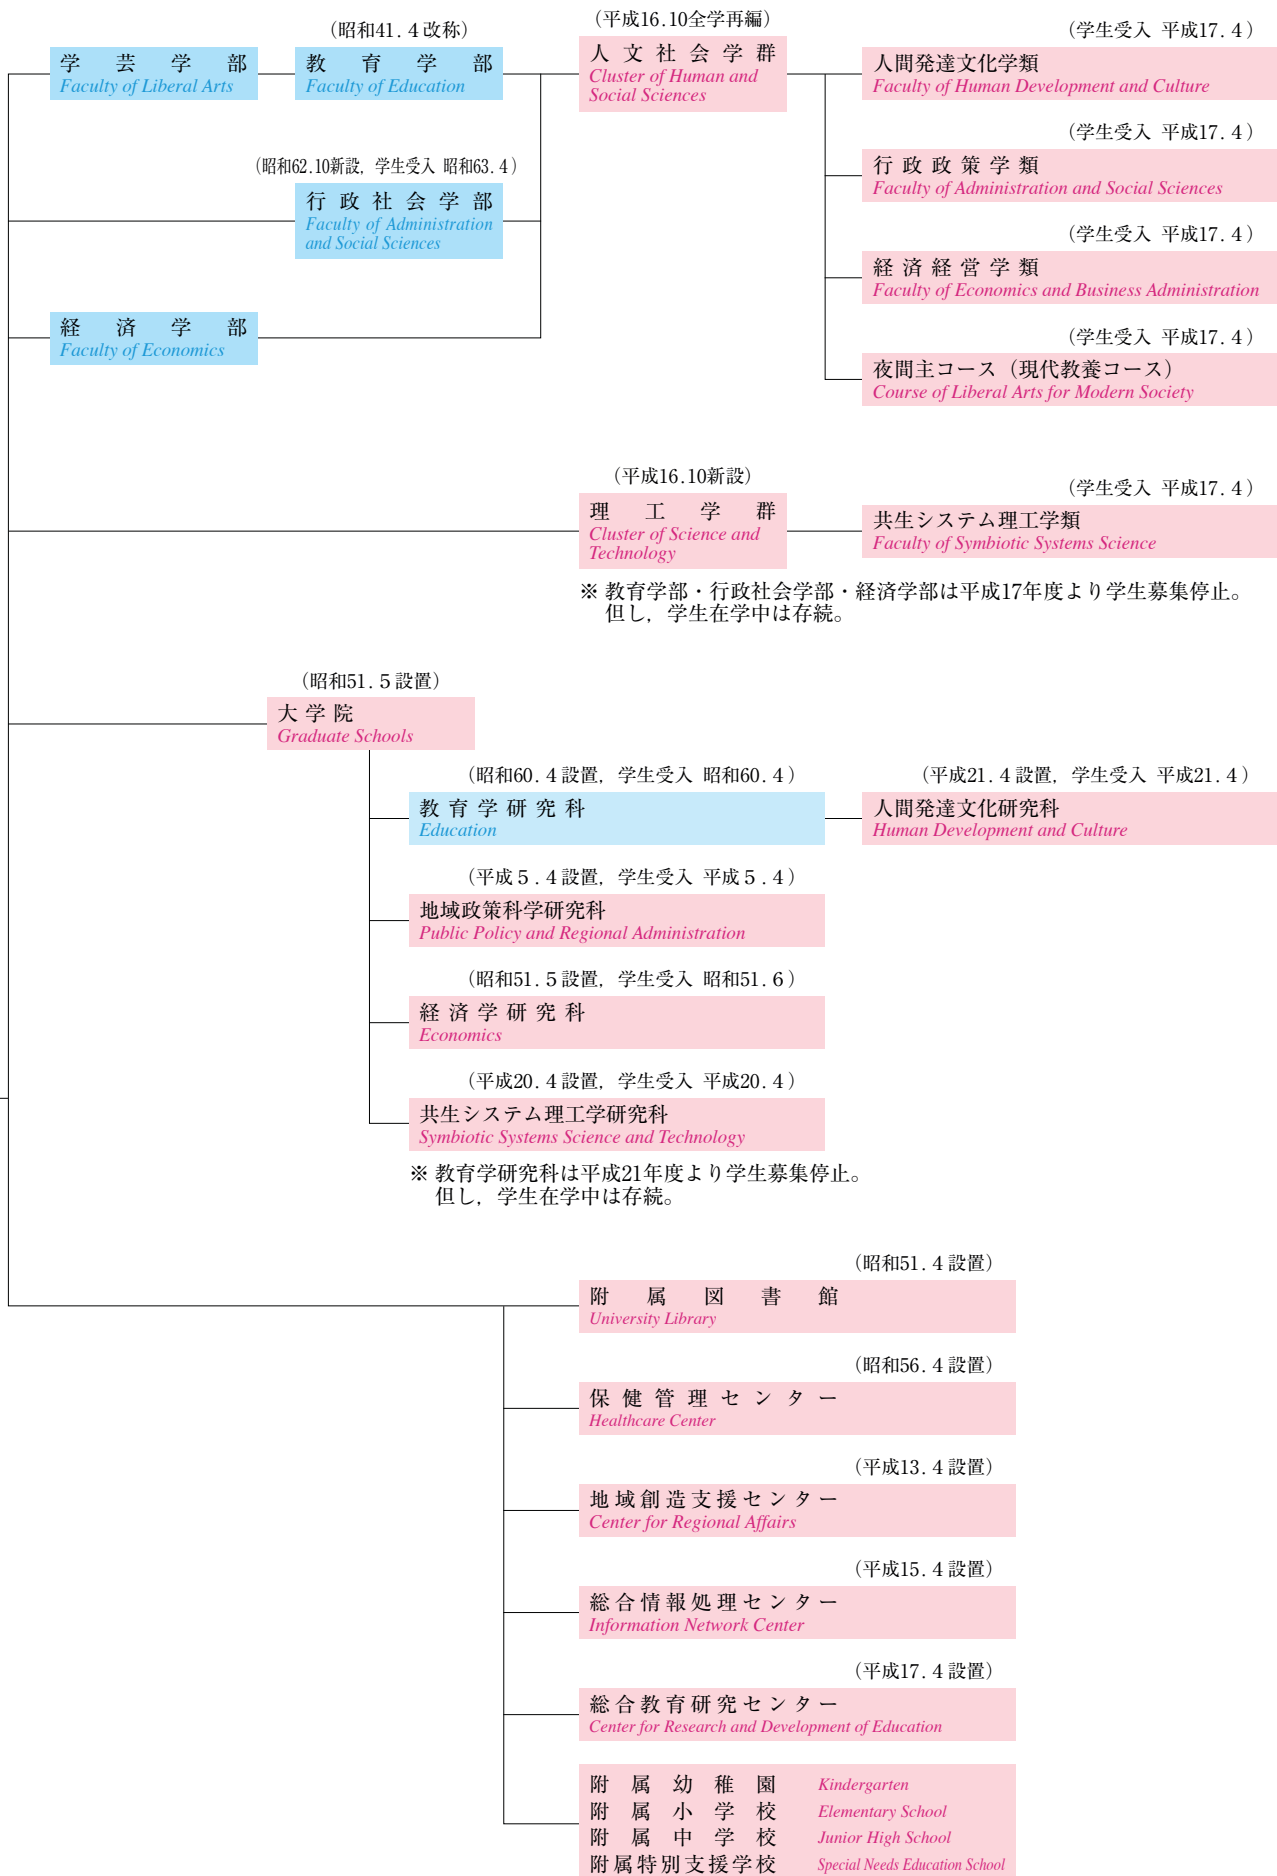 （昭和41.4改称）
学芸学部
Faculty of Liberal Arts
教育学部
Faculty of Education
（平成16.10全学再編）
人文社会学群
Cluster of Human and
Social Sciences
（学生受入 平成17.4）
人間発達文化学類
Faculty of Human Development and Culture
（学生受入 平成17.4）
行政政策学類
Faculty of Administration and Social Sciences
（昭和62.10新設，学生受入 昭和63.4）
行政社会学部
Faculty of Administration
and Social Sciences
（学生受入 平成17.4）
経済経営学類
Faculty of Economics and Business Administration
経済学部
Faculty of Economics
（学生受入 平成17.4）
夜間主コース（現代教養コース）
Course of Liberal Arts for Modern Society
（平成16.10新設）
理工学群
Cluster of Science and
Technology
（学生受入 平成17.4）
共生システム理工学類
Faculty of Symbiotic Systems Science
※ 教育学部・行政社会学部・経済学部は平成17年度より学生募集停止。
但し，学生在学中は存続。
（昭和51.5設置）
大学院
Graduate Schools
（昭和60.4設置，学生受入 昭和60.4）
教育学研究科
Education
（平成21.4設置，学生受入 平成21.4）
人間発達文化研究科
Human Development and Culture
（平成5.4設置，学生受入 平成5.4）
地域政策科学研究科
Public Policy and Regional Administration
（昭和51.5設置，学生受入 昭和51.6）
経済学研究科
Economics
（平成20.4設置，学生受入 平成20.4）
共生システム理工学研究科
Symbiotic Systems Science and Technology
※ 教育学研究科は平成21年度より学生募集停止。
但し，学生在学中は存続。
（昭和51.4設置）
附属図書館
University Library
（昭和56.4設置）
保健管理センター
Healthcare Center
（平成13.4設置）
地域創造支援センター
Center for Regional Affairs
（平成15.4設置）
総合情報処理センター
Information Network Center
（平成17.4設置）
総合教育研究センター
Center for Research and Development of Education
附属幼稚園 Kindergarten
附属小学校 Elementary School
附属中学校 Junior High School
附属特別支援学校 Special Needs Education School